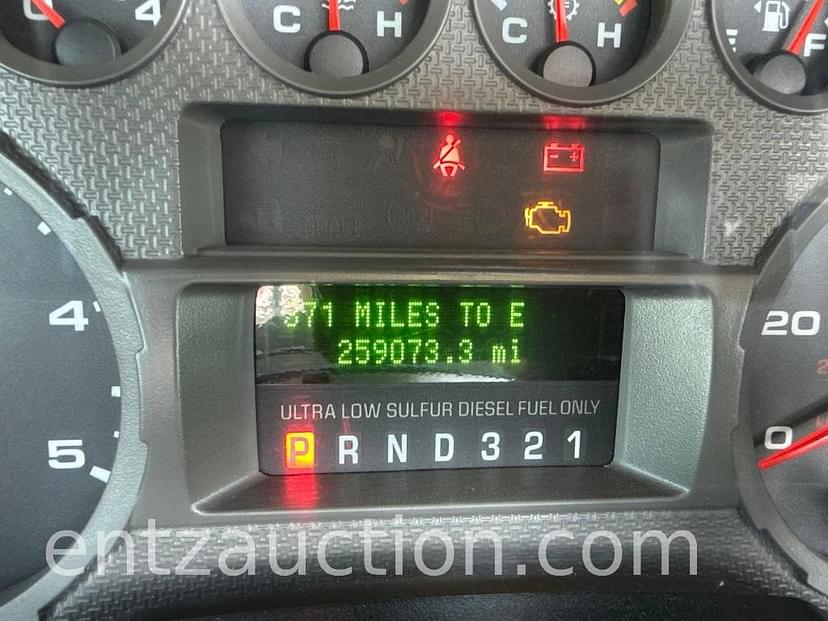 4
C H
C H
E F
371 MILES TO E
259073.3 mi
ULTRA LOW SULFUR DIESEL FUEL ONLY
P R N D 3 2 1
4
5
20
0
entzauction.com